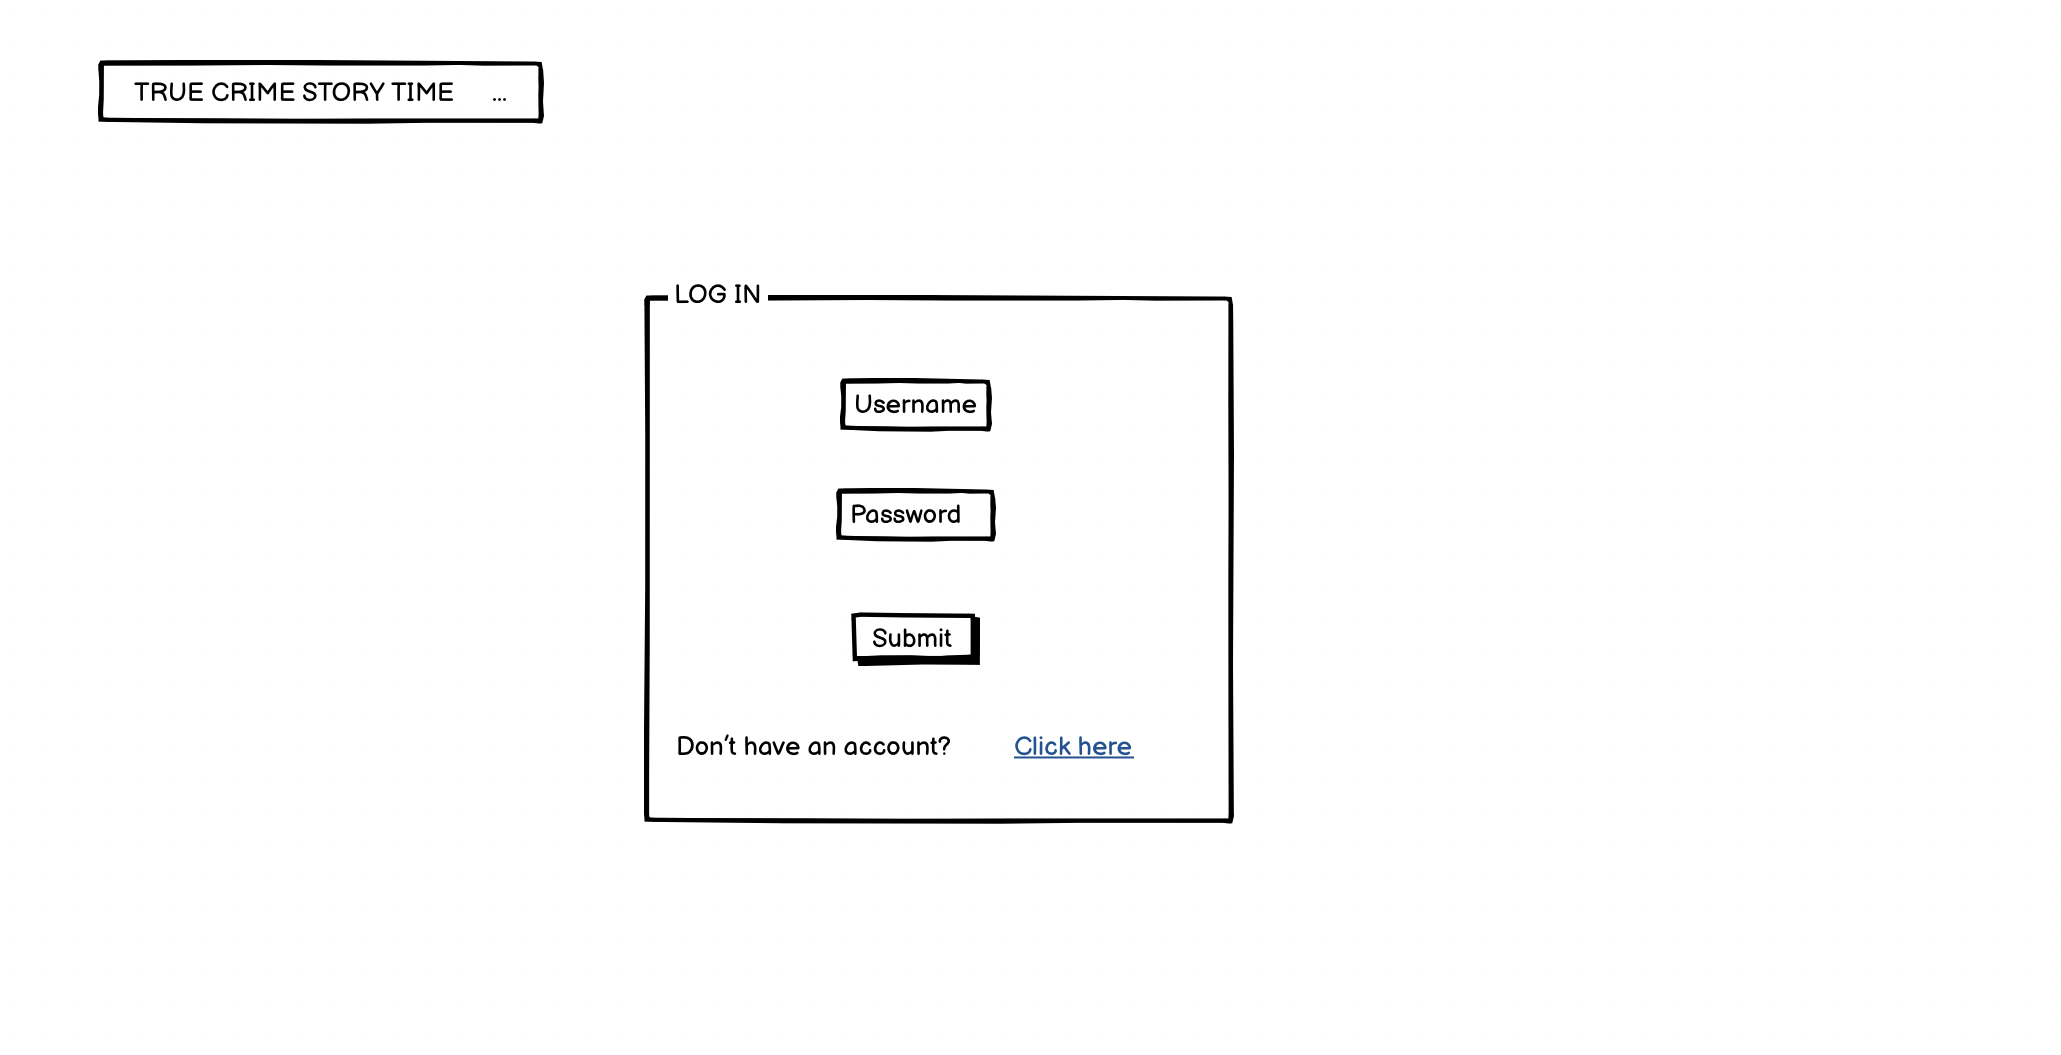 TRUE CRIME STORY TIME ...
LOG IN
Username
Password
Submit
Don't have an account? Click here